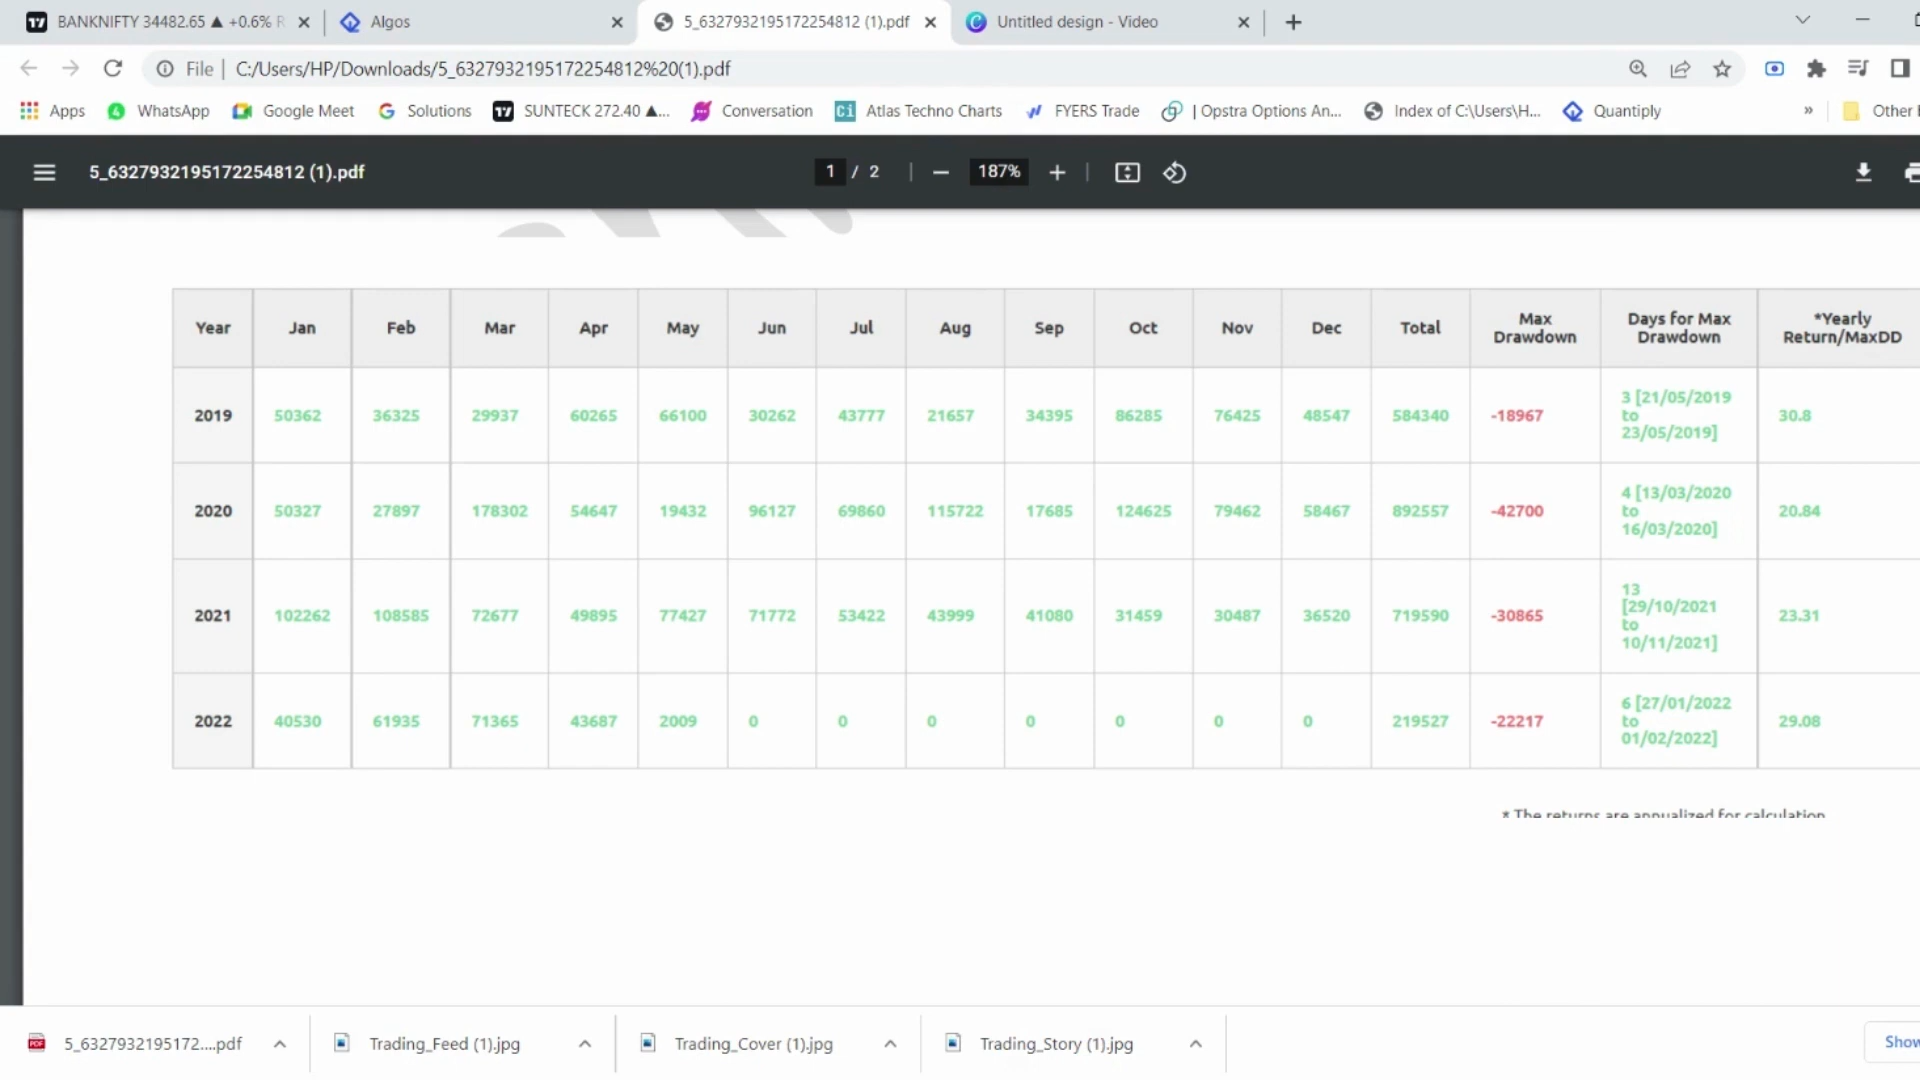 BANKNIFTY 34482.65 ▲ +0.6% R
Algos
5_6327932195172254812 (1).pdf
Untitled design - Video
File
C:/Users/HP/Downloads/5_6327932195172254812%20(1).pdf
Apps
WhatsApp
Google Meet
Solutions
SUNTECK 272.40 ▲...
Conversation
Atlas Techno Charts
FYERS Trade
| Opstra Options An...
Index of C:\Users\H...
Quantiply
»
Other
5_6327932195172254812 (1).pdf
1 / 2
187%
Year Jan Feb Mar Apr May Jun Jul Aug Sep Oct Nov Dec Total Max Drawdown Days for Max Drawdown *Yearly Return/MaxDD
2019 50362 36325 29937 60265 66100 30262 43777 21657 34395 86285 76425 48547 584340 -18967 3 [21/05/2019 to 23/05/2019] 30.8
2020 50327 27897 178302 54647 19432 96127 69860 115722 17685 124625 79462 58467 892557 -42700 4 [13/03/2020 to 16/03/2020] 20.84
2021 102262 108585 72677 49895 77427 71772 53422 43999 41080 31459 30487 36520 719590 -30865 13 [29/10/2021 to 10/11/2021] 23.31
2022 40530 61935 71365 43687 2009 0 0 0 0 0 0 0 219527 -22217 6 [27/01/2022 to 01/02/2022] 29.08
* The returns are annualized for calculation
5_6327932195172....pdf
Trading_Feed (1).jpg
Trading_Cover (1).jpg
Trading_Story (1).jpg
Show